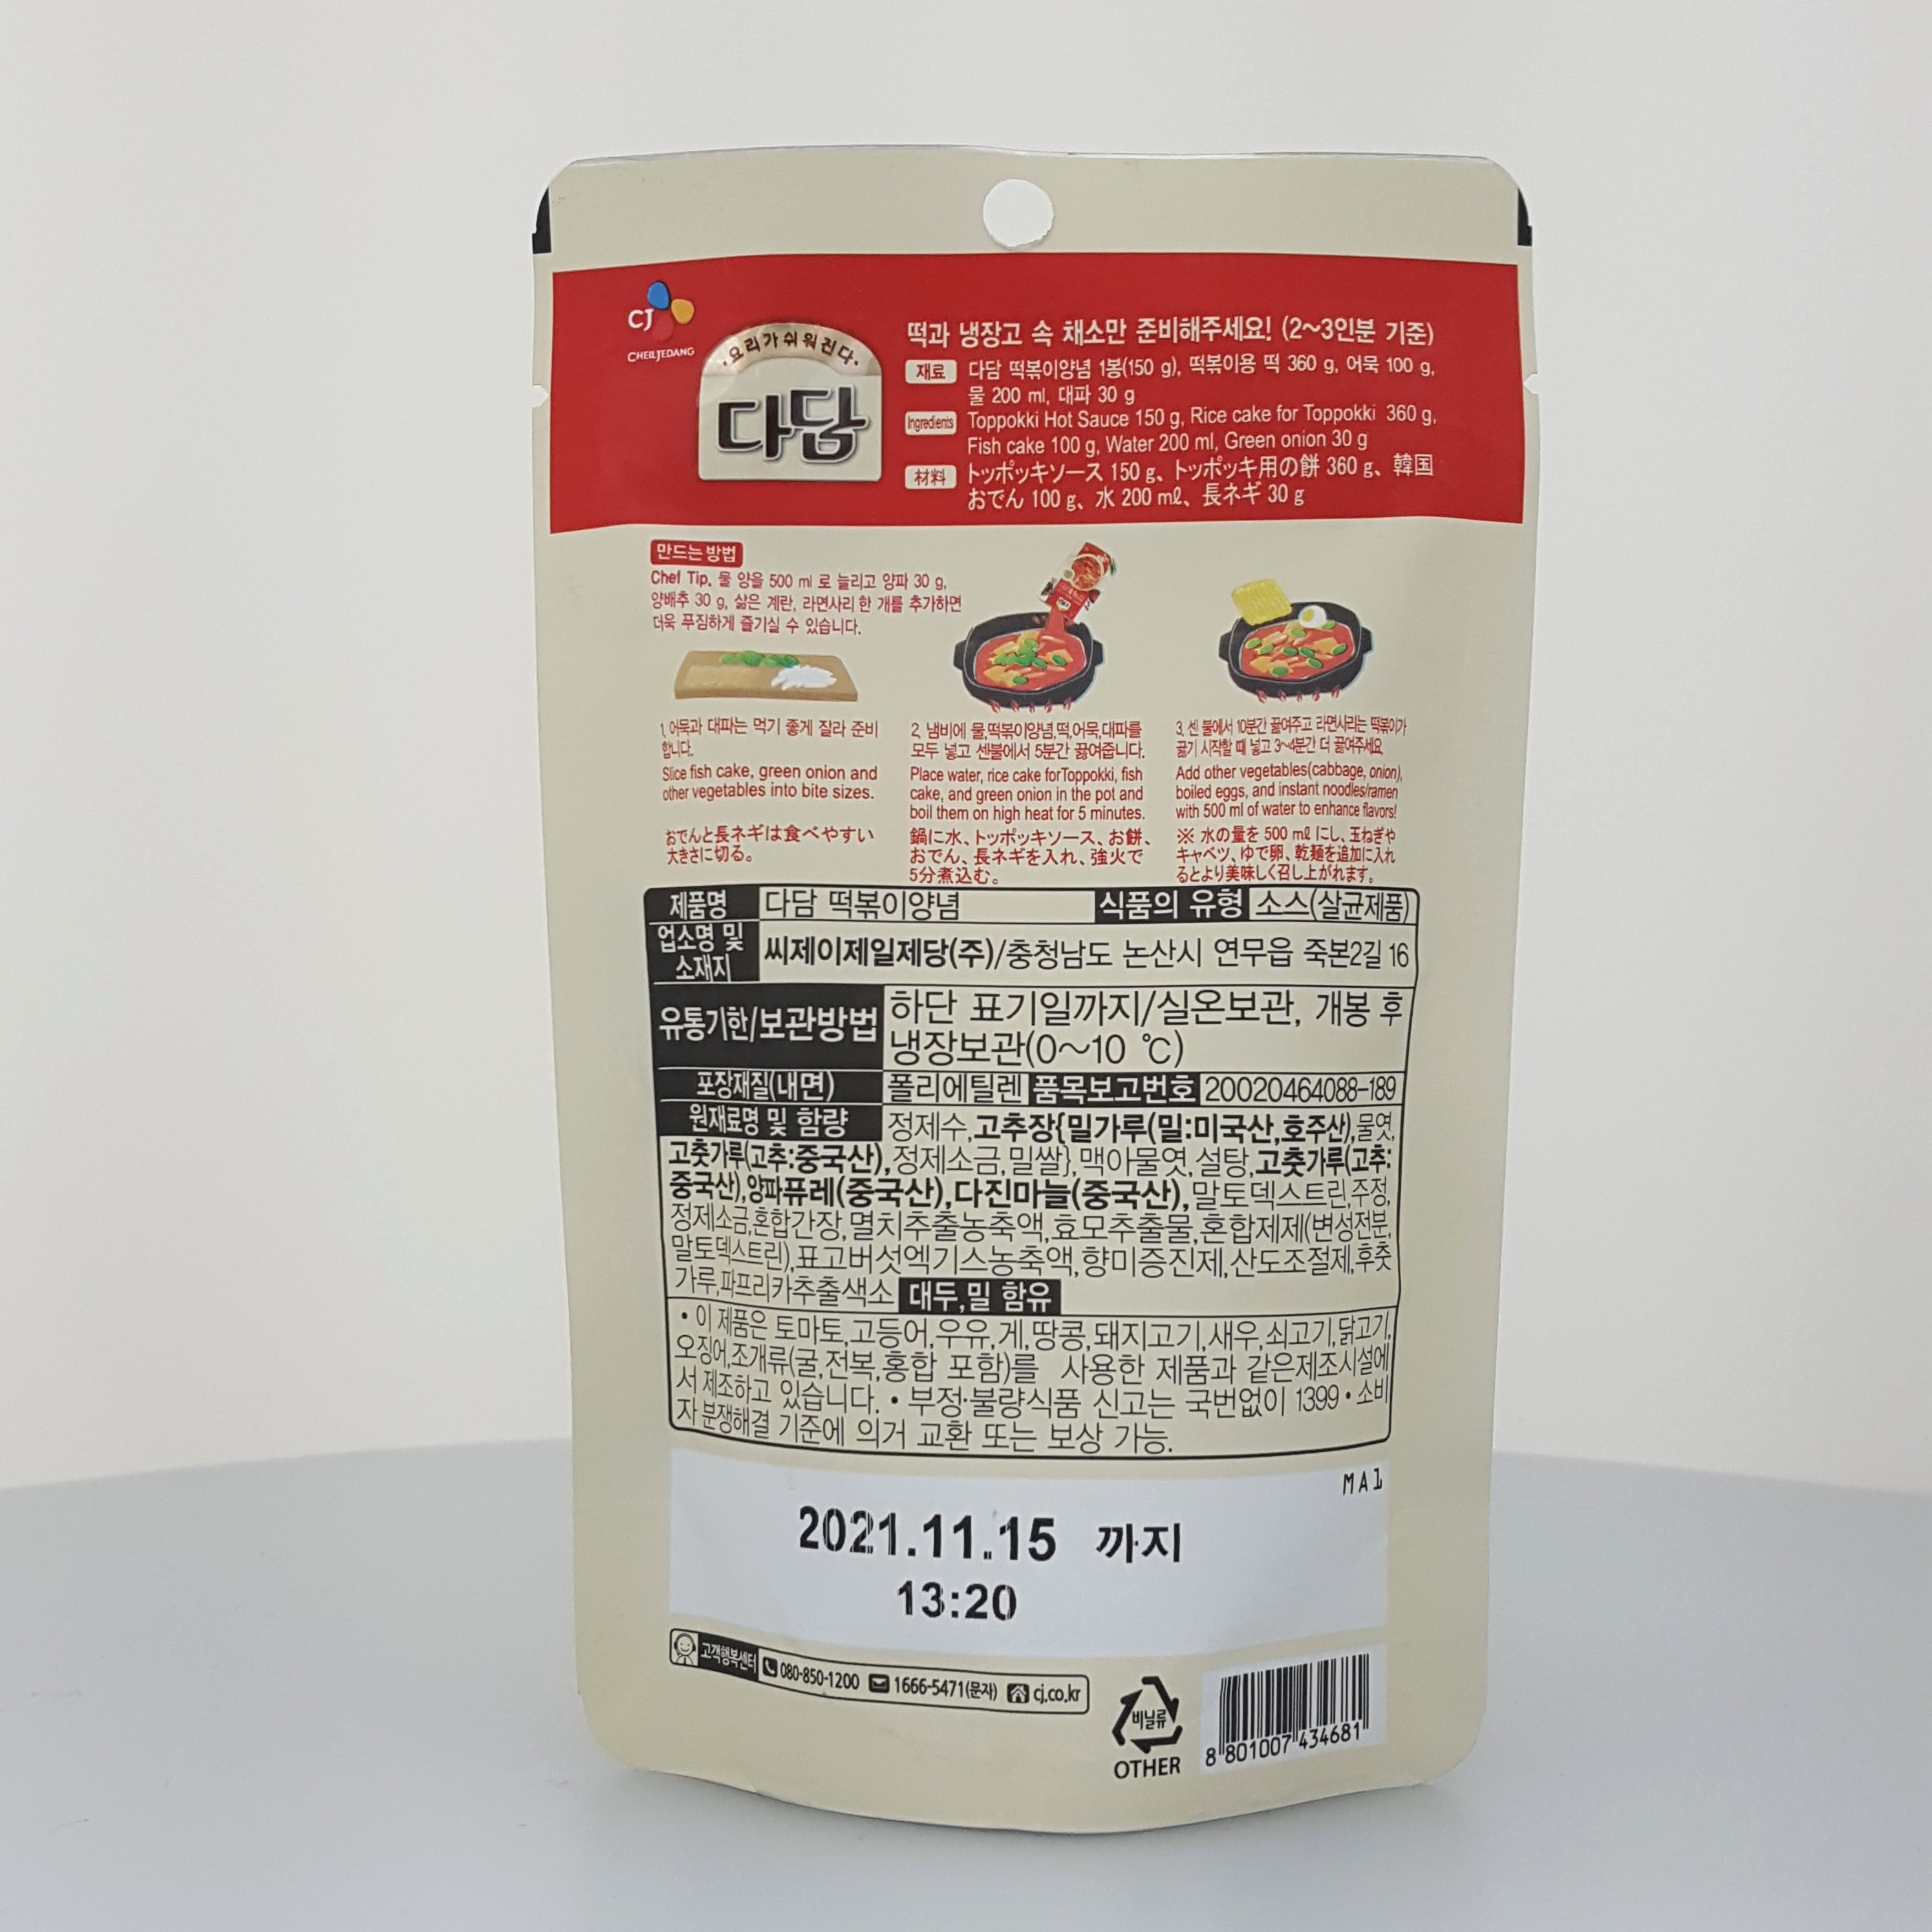 CJ
CHEILJEDANG
·요리가 쉬워진다·
다담
떡과 냉장고 속 채소만 준비해주세요! (2~3인분 기준)
재료 다담 떡볶이양념 1봉(150 g), 떡볶이용 떡 360 g, 어묵 100 g,
물 200 ml, 대파 30 g
Ingredients Toppokki Hot Sauce 150 g, Rice cake for Toppokki 360 g,
Fish cake 100 g, Water 200 ml, Green onion 30 g
材料 トッポッキソース 150 g、トッポッキ用の餅 360 g、韓国
おでん 100 g、水 200 mℓ、長ネギ 30 g
만드는 방법
Chef Tip. 물 양을 500 ml 로 늘리고 양파 30 g,
양배추 30 g, 삶은 계란, 라면사리 한 개를 추가하면
더욱 푸짐하게 즐기실 수 있습니다.
1. 어묵과 대파는 먹기 좋게 잘라 준비
합니다.
Slice fish cake, green onion and
other vegetables into bite sizes.
おでんと長ネギは食べやすい
大きさに切る。
2. 냄비에 물,떡볶이양념,떡,어묵,대파를
모두 넣고 센불에서 5분간 끓여줍니다.
Place water, rice cake forToppokki, fish
cake, and green onion in the pot and
boil them on high heat for 5 minutes.
鍋に水、トッポッキソース、お餅、
おでん、長ネギを入れ、強火で
5分煮込む。
3. 센 불에서 10분간 끓여주고 라면사리는 떡볶이가
끓기 시작할 때 넣고 3~4분간 더 끓여주세요.
Add other vegetables(cabbage, onion),
boiled eggs, and instant noodles/ramen
with 500 ml of water to enhance flavors!
※ 水の量を 500 mℓ にし、玉ねぎや
キャベツ、ゆで卵、乾麺を追加に入れ
るとより美味しく召し上がれます。
제품명 다담 떡볶이양념 식품의 유형 소스(살균제품)
업소명 및
소재지 씨제이제일제당(주)/충청남도 논산시 연무읍 죽본2길 16
유통기한/보관방법 하단 표기일까지/실온보관, 개봉 후
냉장보관(0~10 ℃)
포장재질(내면) 폴리에틸렌 품목보고번호 20020464088-189
원재료명 및 함량 정제수,고추장{밀가루(밀:미국산,호주산),물엿,
고춧가루(고추:중국산),정제소금,밀쌀},맥아물엿,설탕,고춧가루(고추:
중국산),양파퓨레(중국산),다진마늘(중국산),말토덱스트린,주정,
정제소금,혼합간장,멸치추출농축액,효모추출물,혼합제제(변성전분,
말토덱스트린),표고버섯엑기스농축액,향미증진제,산도조절제,후춧
가루,파프리카추출색소 대두,밀 함유
• 이 제품은 토마토,고등어,우유,게,땅콩,돼지고기,새우,쇠고기,닭고기,
오징어,조개류(굴,전복,홍합 포함)를 사용한 제품과 같은제조시설에
서 제조하고 있습니다. • 부정·불량식품 신고는 국번없이 1399 • 소비
자 분쟁해결 기준에 의거 교환 또는 보상 가능.
MA1
2021.11.15 까지
13:20
고객행복센터 080-850-1200 1666-5471(문자) cj.co.kr
비닐류
OTHER
8 801007 434681